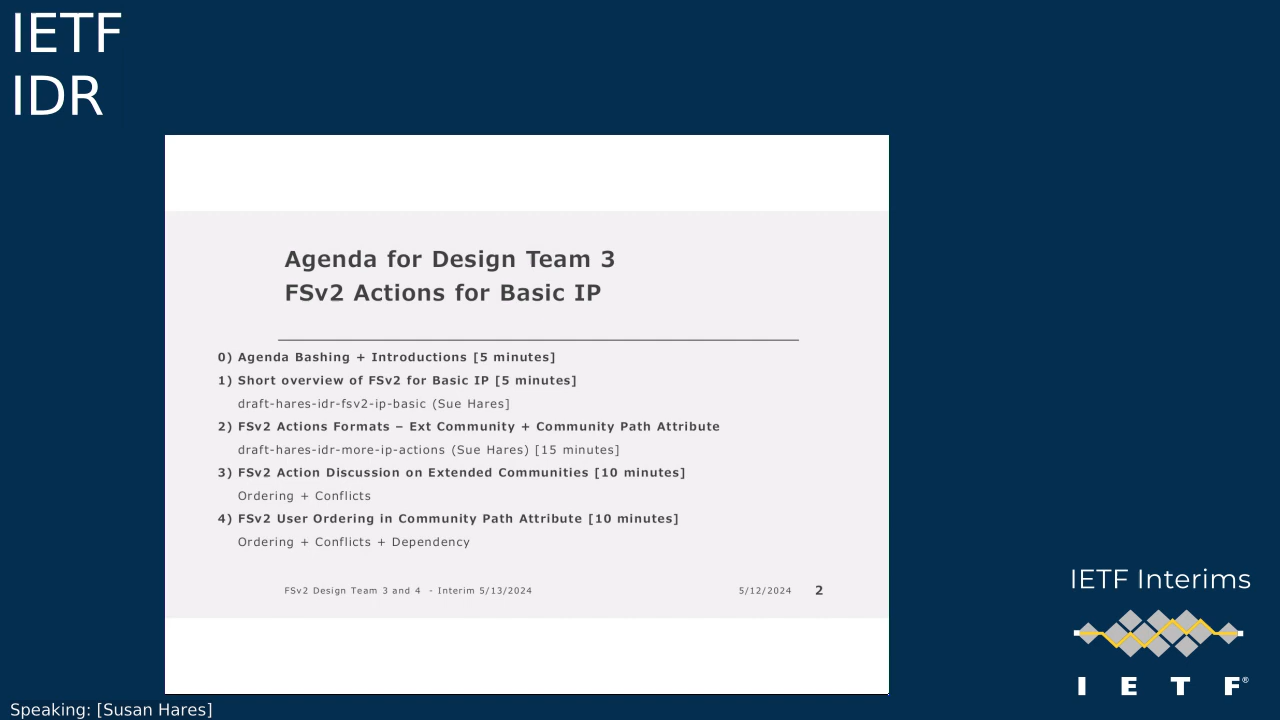 IETF
IDR
Agenda for Design Team 3
FSv2 Actions for Basic IP
0) Agenda Bashing + Introductions [5 minutes]
1) Short overview of FSv2 for Basic IP [5 minutes]
draft-hares-idr-fsv2-ip-basic (Sue Hares]
2) FSv2 Actions Formats – Ext Community + Community Path Attribute
draft-hares-idr-more-ip-actions (Sue Hares) [15 minutes]
3) FSv2 Action Discussion on Extended Communities [10 minutes]
Ordering + Conflicts
4) FSv2 User Ordering in Community Path Attribute [10 minutes]
Ordering + Conflicts + Dependency
FSv2 Design Team 3 and 4 - Interim 5/13/2024 5/12/2024 2
IETF Interims
I E T F®
Speaking: [Susan Hares]